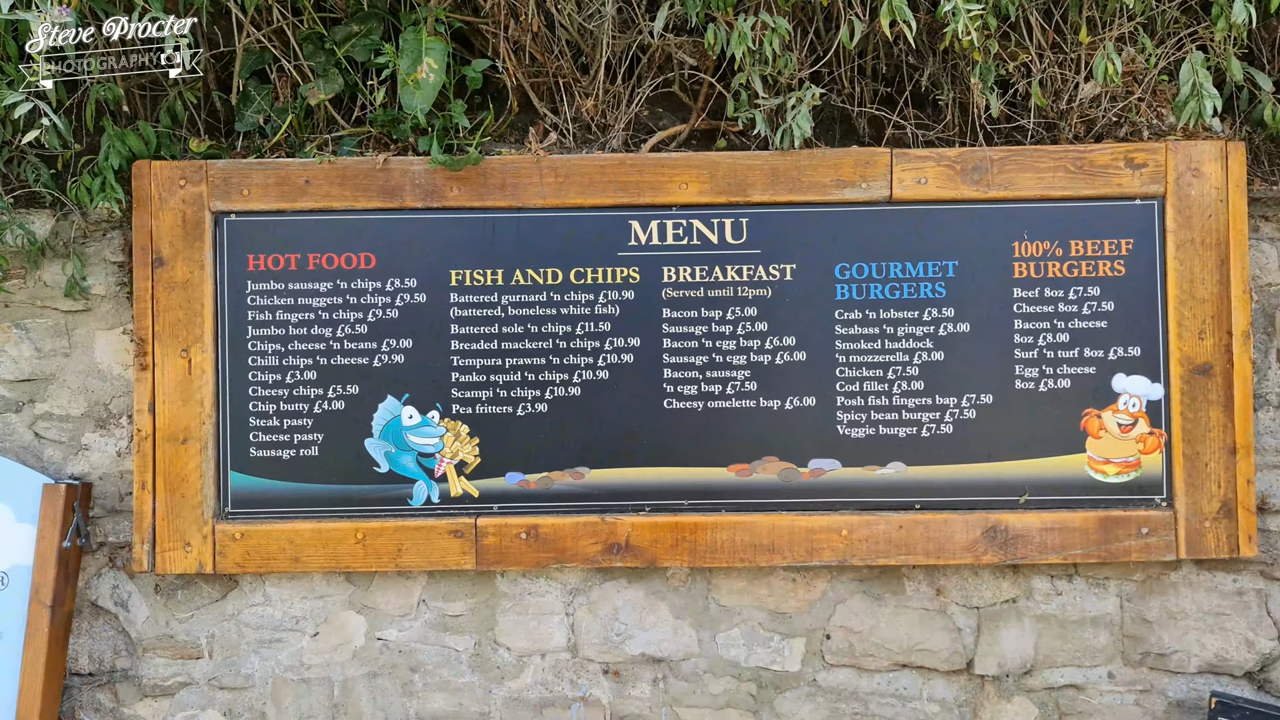 Steve Procter
PHOTOGRAPHY
MENU
HOT FOOD
Jumbo sausage 'n chips £8.50
Chicken nuggets 'n chips £9.50
Fish fingers 'n chips £9.50
Jumbo hot dog £6.50
Chips, cheese 'n beans £9.00
Chilli chips 'n cheese £9.90
Chips £3.00
Cheesy chips £5.50
Chip butty £4.00
Steak pasty
Cheese pasty
Sausage roll
FISH AND CHIPS
Battered gurnard 'n chips £10.90
(battered, boneless white fish)
Battered sole 'n chips £11.50
Breaded mackerel 'n chips £10.90
Tempura prawns 'n chips £10.90
Panko squid 'n chips £10.90
Scampi 'n chips £10.90
Pea fritters £3.90
BREAKFAST
(Served until 12pm)
Bacon bap £5.00
Sausage bap £5.00
Bacon 'n egg bap £6.00
Sausage 'n egg bap £6.00
Bacon, sausage
'n egg bap £7.50
Cheesy omelette bap £6.00
GOURMET
BURGERS
Crab 'n lobster £8.50
Seabass 'n ginger £8.00
Smoked haddock
'n mozzerella £8.00
Chicken £7.50
Cod fillet £8.00
Posh fish fingers bap £7.50
Spicy bean burger £7.50
Veggie burger £7.50
100% BEEF
BURGERS
Beef 8oz £7.50
Cheese 8oz £7.50
Bacon 'n cheese
8oz £8.00
Surf 'n turf 8oz £8.50
Egg 'n cheese
8oz £8.00
®